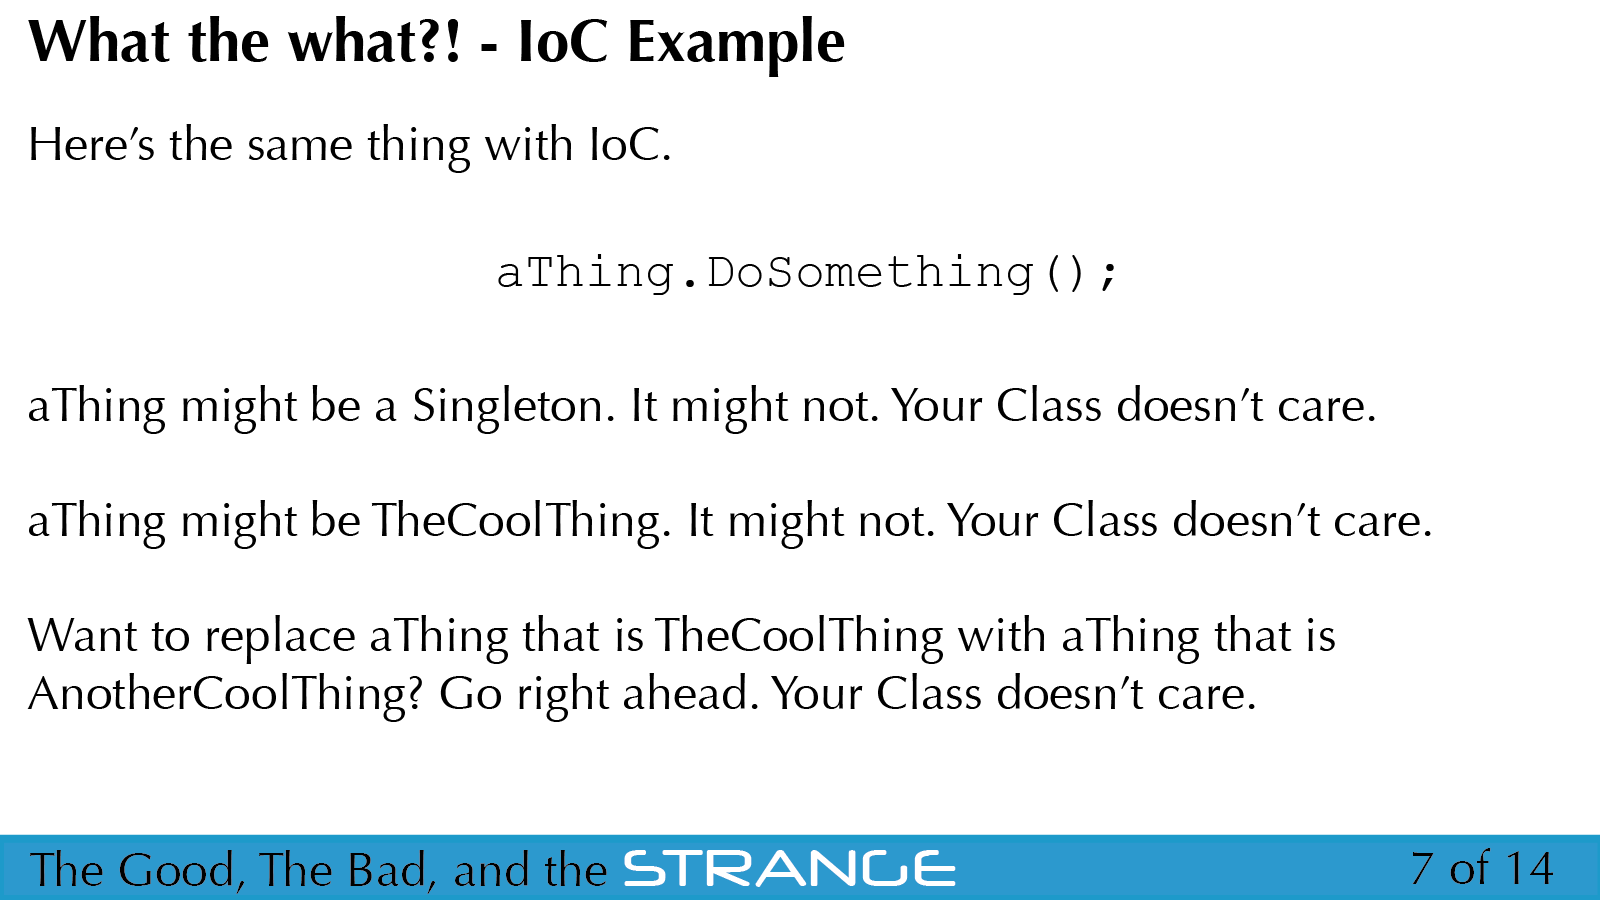 What the what?! - IoC Example
Here’s the same thing with IoC.
aThing.DoSomething();
aThing might be a Singleton. It might not. Your Class doesn’t care.
aThing might be TheCoolThing. It might not. Your Class doesn’t care.
Want to replace aThing that is TheCoolThing with aThing that is
AnotherCoolThing? Go right ahead. Your Class doesn’t care.
The Good, The Bad, and the STRANGE
7 of 14